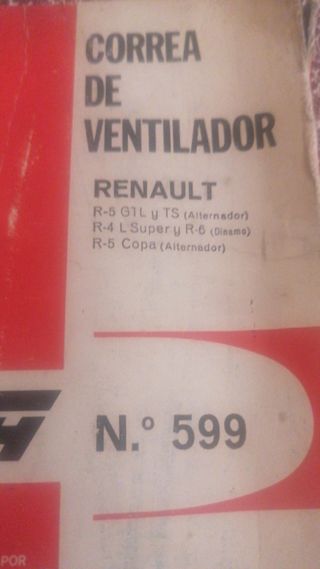 CORREA
DE
VENTILADOR
RENAULT
R-5 GTL y TS (Alternador)
R-4 L Super y R-6 (Dinamo)
R-5 Copa (Alternador)
N.º 599
POR